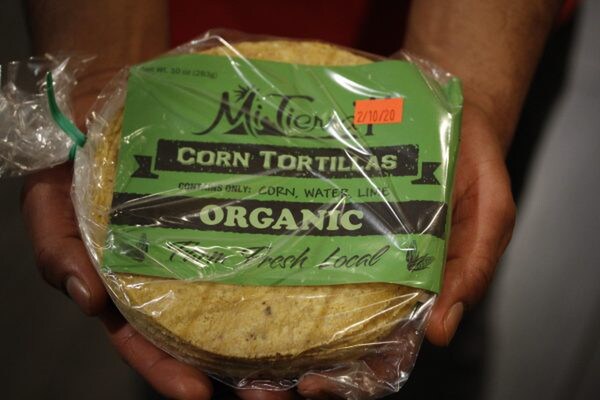 Net Wt. 10 oz (283g)
Mi Tierra
2/10/20
CORN TORTILLAS
CONTAINS ONLY: CORN, WATER, LIME
ORGANIC
Fresh Local